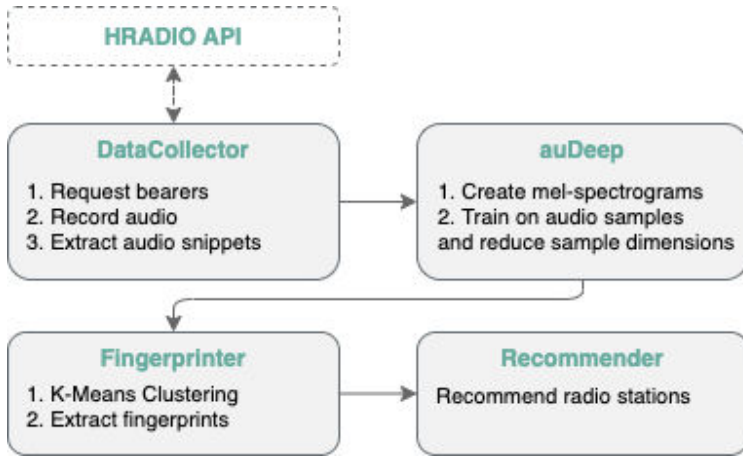 HRADIO API
DataCollector
1. Request bearers
2. Record audio
3. Extract audio snippets
auDeep
1. Create mel-spectrograms
2. Train on audio samples
and reduce sample dimensions
Fingerprinter
1. K-Means Clustering
2. Extract fingerprints
Recommender
Recommend radio stations